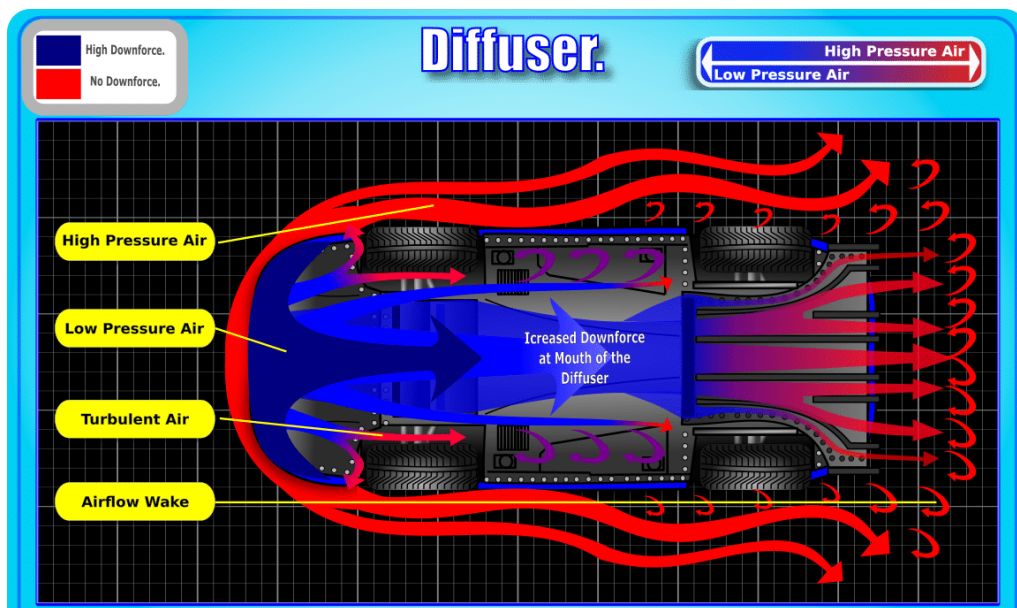 High Downforce.
No Downforce.
Diffuser.
High Pressure Air
Low Pressure Air
High Pressure Air
Low Pressure Air
Turbulent Air
Airflow Wake
Icreased Downforce
at Mouth of the
Diffuser